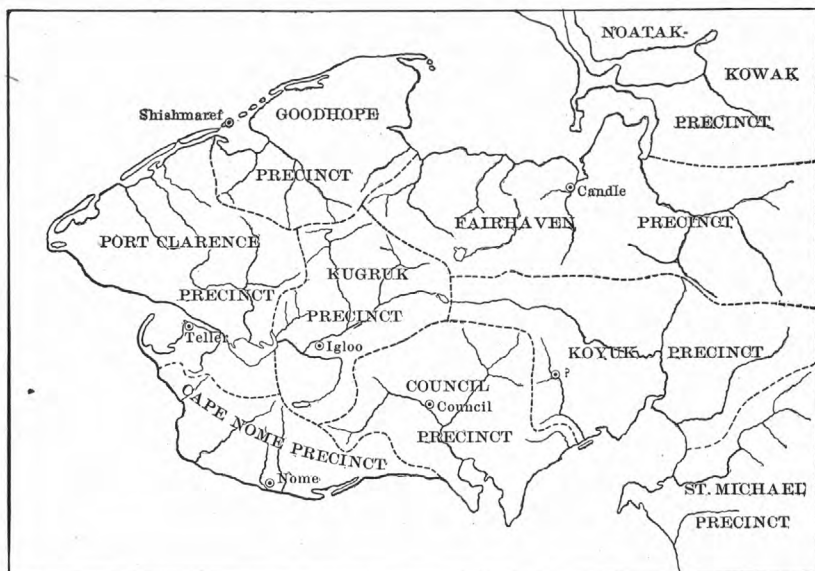 NOATAK-
KOWAK
PRECINCT
Shishmaref
GOODHOPE
PRECINCT
Candle
FAIRHAVEN
PRECINCT
PORT CLARENCE
PRECINCT
KUGRUK
PRECINCT
Teller
Igloo
KOYUK
PRECINCT
?
COUNCIL
Council
PRECINCT
CAPE NOME PRECINCT
Nome
ST. MICHAEL
PRECINCT